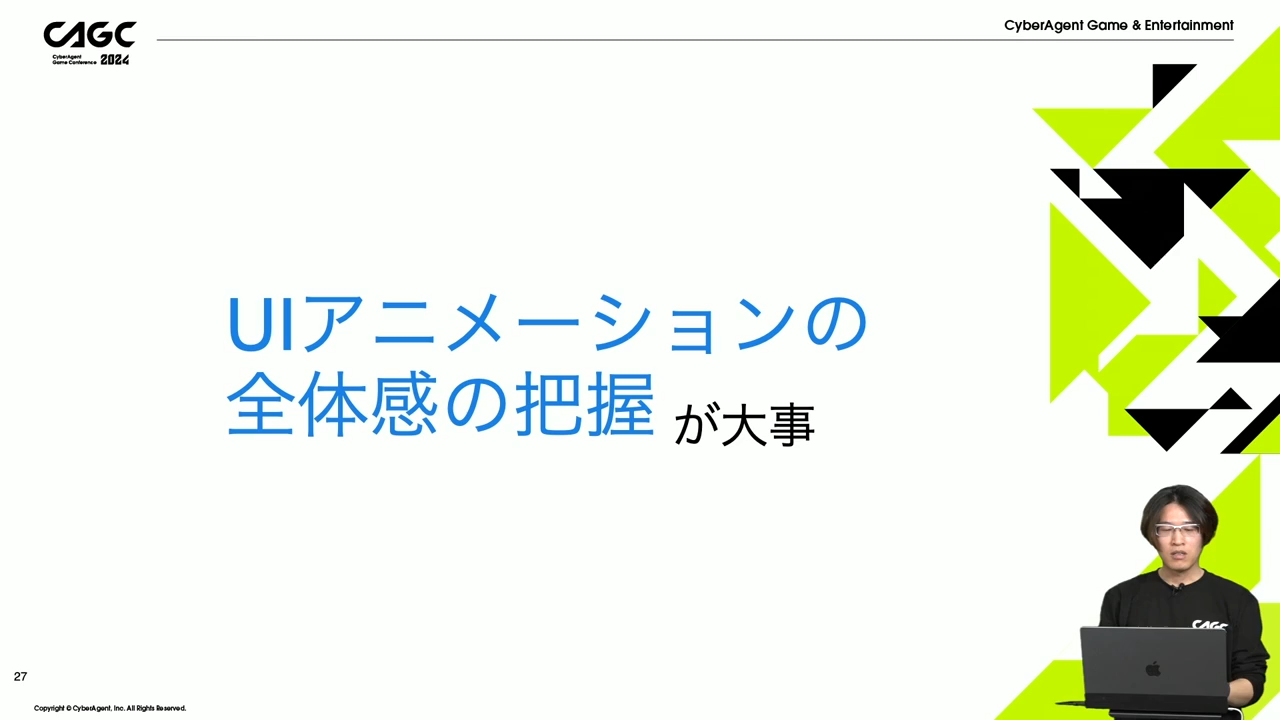 CAGC
CyberAgent
Game Conference 2024
CyberAgent Game & Entertainment
UIアニメーションの
全体感の把握 が大事
CAGC
27
Copyright © CyberAgent, Inc. All Rights Reserved.